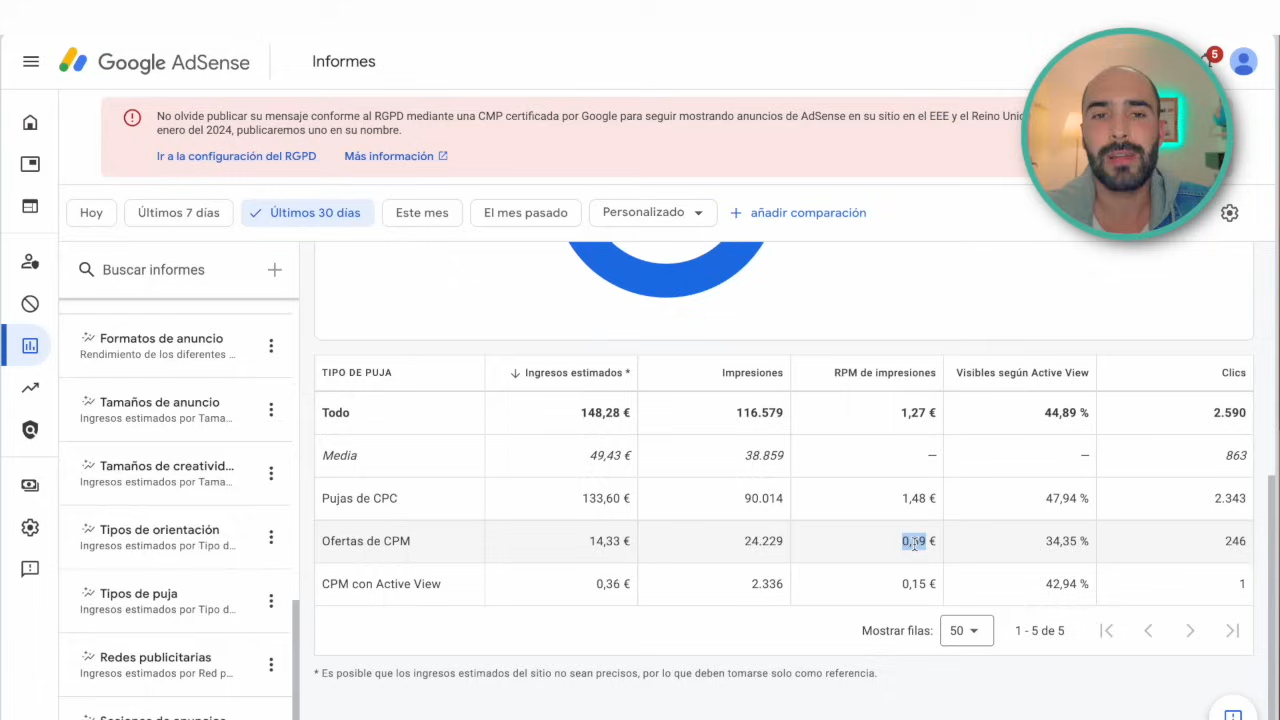 Google AdSense
Informes
5
No olvide publicar su mensaje conforme al RGPD mediante una CMP certificada por Google para seguir mostrando anuncios de AdSense en su sitio en el EEE y el Reino
enero del 2024, publicaremos uno en su nombre.
Ir a la configuración del RGPD Más información
Hoy Últimos 7 días Últimos 30 días Este mes El mes pasado Personalizado + añadir comparación
Buscar informes +
Formatos de anuncio
Rendimiento de los diferentes ...
Tamaños de anuncio
Ingresos estimados por Tama...
Tamaños de creativid...
Ingresos estimados por Tama...
Tipos de orientación
Ingresos estimados por Tipo d...
Tipos de puja
Ingresos estimados por Tipo d...
Redes publicitarias
Ingresos estimados por Red p...
TIPO DE PUJA Ingresos estimados * Impresiones RPM de impresiones Visibles según Active View Clics
Todo 148,28 € 116.579 1,27 € 44,89 % 2.590
Media 49,43 € 38.859 — — 863
Pujas de CPC 133,60 € 90.014 1,48 € 47,94 % 2.343
Ofertas de CPM 14,33 € 24.229 € 34,35 % 246
CPM con Active View 0,36 € 2.336 0,15 € 42,94 % 1
Mostrar filas: 50 1 - 5 de 5
* Es posible que los ingresos estimados del sitio no sean precisos, por lo que deben tomarse solo como referencia.